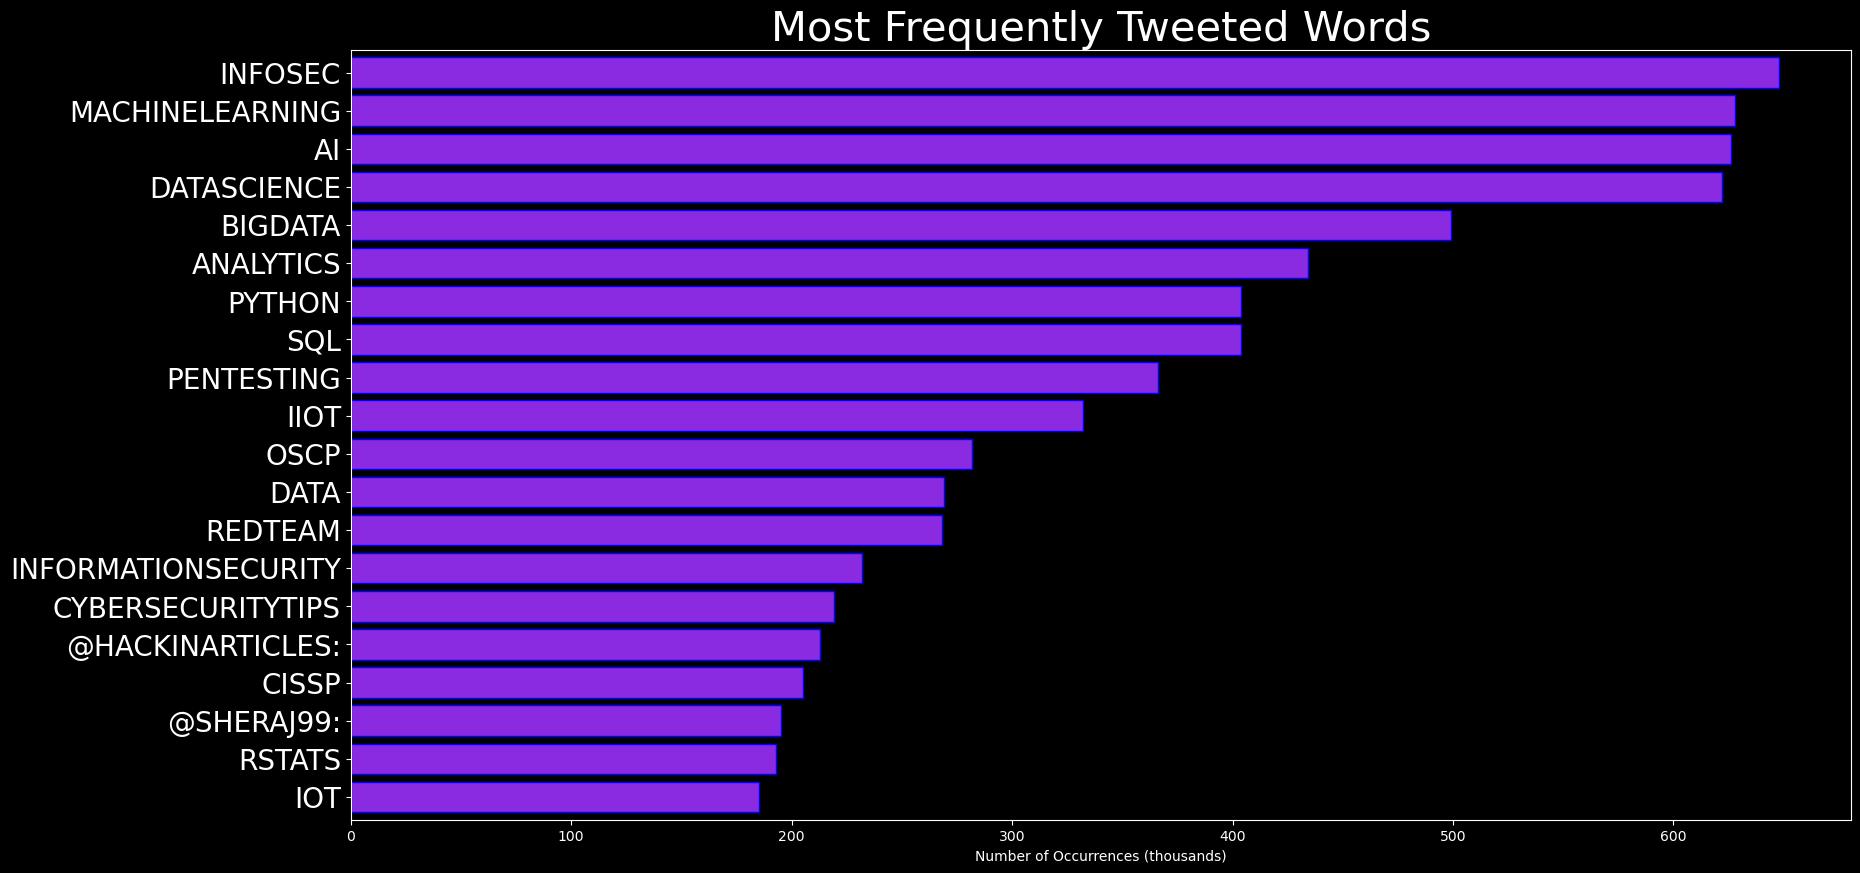 Most Frequently Tweeted Words
INFOSEC
MACHINELEARNING
AI
DATASCIENCE
BIGDATA
ANALYTICS
PYTHON
SQL
PENTESTING
IIOT
OSCP
DATA
REDTEAM
INFORMATIONSECURITY
CYBERSECURITYTIPS
@HACKINARTICLES:
CISSP
@SHERAJ99:
RSTATS
IOT
0 100 200 300 400 500 600
Number of Occurrences (thousands)